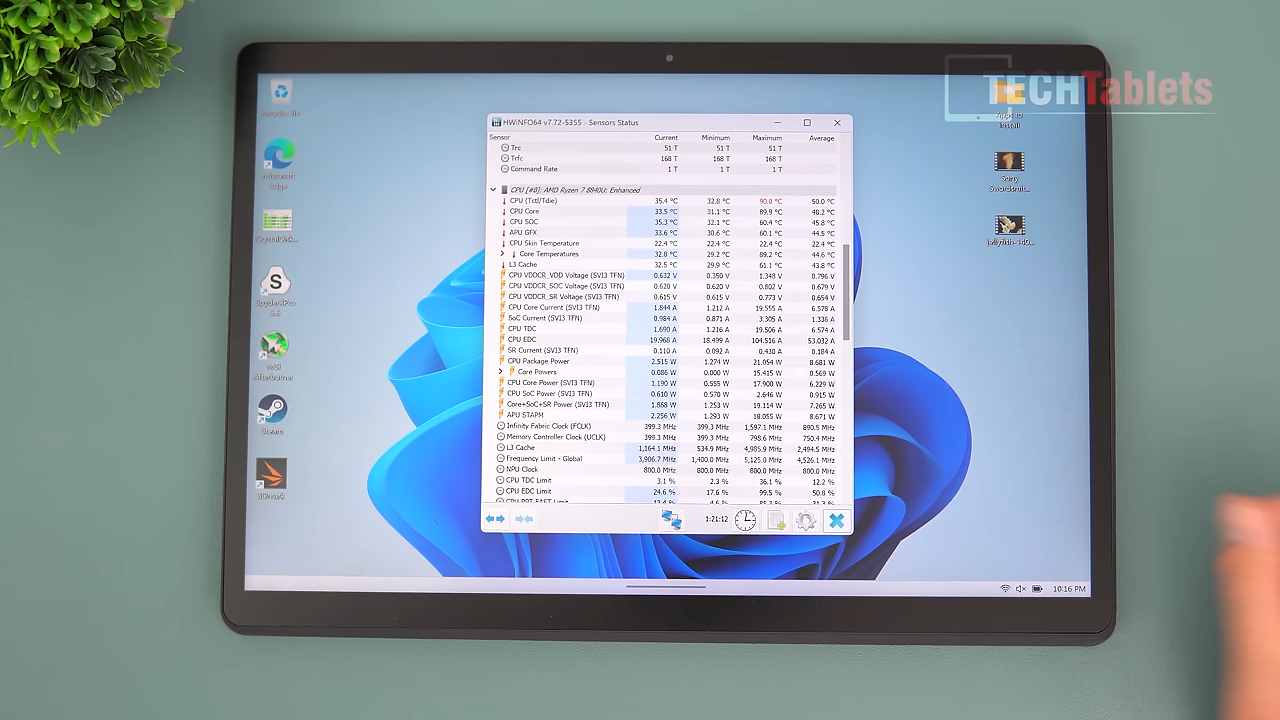 TECHTablets
Recycle Bin
Microsoft
Edge
CrystalDisk...
S
SpyderXPro
MSI
Afterburner
Steam
3DMark
Apps to
Install
Sony
Swordsmit...
HWiNFO64 v7.72-5355 - Sensors Status
Sensor Current Minimum Maximum Average
Trc 51 T 51 T 51 T
Trfc 168 T 168 T 168 T
Command Rate 1 T 1 T 1 T
CPU [#0]: AMD Ryzen 7 8840U: Enhanced
CPU (Tctl/Tdie) 35.4 °C 32.8 °C 90.0 °C 50.0 °C
CPU Core 33.5 °C 31.1 °C 89.9 °C 48.2 °C
CPU SOC 35.3 °C 32.1 °C 60.4 °C 45.8 °C
APU GFX 33.6 °C 30.6 °C 60.1 °C 44.5 °C
CPU Skin Temperature 22.4 °C 22.4 °C 22.4 °C 22.4 °C
Core Temperatures 32.8 °C 29.2 °C 89.2 °C 44.6 °C
L3 Cache 32.5 °C 29.9 °C 61.1 °C 43.8 °C
CPU VDDCR_VDD Voltage (SVI3 TFN) 0.632 V 0.350 V 1.348 V 0.796 V
CPU VDDCR_SOC Voltage (SVI3 TFN) 0.620 V 0.620 V 0.802 V 0.679 V
CPU VDDCR_SR Voltage (SVI3 TFN) 0.615 V 0.615 V 0.773 V 0.654 V
CPU Core Current (SVI3 TFN) 1.844 A 1.212 A 19.555 A 6.578 A
SoC Current (SVI3 TFN) 0.984 A 0.871 A 3.305 A 1.336 A
CPU TDC 1.690 A 1.216 A 19.506 A 6.574 A
CPU EDC 19.968 A 18.499 A 104.516 A 53.032 A
SR Current (SVI3 TFN) 0.110 A 0.092 A 0.430 A 0.184 A
CPU Package Power 2.515 W 1.274 W 21.054 W 8.681 W
Core Powers 0.086 W 0.000 W 15.415 W 0.569 W
CPU Core Power (SVI3 TFN) 1.190 W 0.555 W 17.900 W 6.229 W
CPU SoC Power (SVI3 TFN) 0.610 W 0.570 W 2.646 W 0.915 W
Core+SoC+SR Power (SVI3 TFN) 1.868 W 1.253 W 19.114 W 7.265 W
APU STAPM 2.256 W 1.293 W 18.055 W 8.671 W
Infinity Fabric Clock (FCLK) 399.3 MHz 399.3 MHz 1,597.1 MHz 890.5 MHz
Memory Controller Clock (UCLK) 399.3 MHz 399.3 MHz 798.6 MHz 750.4 MHz
L3 Cache 1,164.1 MHz 534.9 MHz 4,985.9 MHz 2,494.5 MHz
Frequency Limit - Global 3,906.7 MHz 1,400.0 MHz 5,125.0 MHz 4,526.1 MHz
NPU Clock 800.0 MHz 800.0 MHz 800.0 MHz 800.0 MHz
CPU TDC Limit 3.1 % 2.3 % 36.1 % 12.2 %
CPU EDC Limit 24.6 % 17.6 % 99.5 % 50.8 %
CPU PPT FAST Limit
1:21:12
10:16 PM